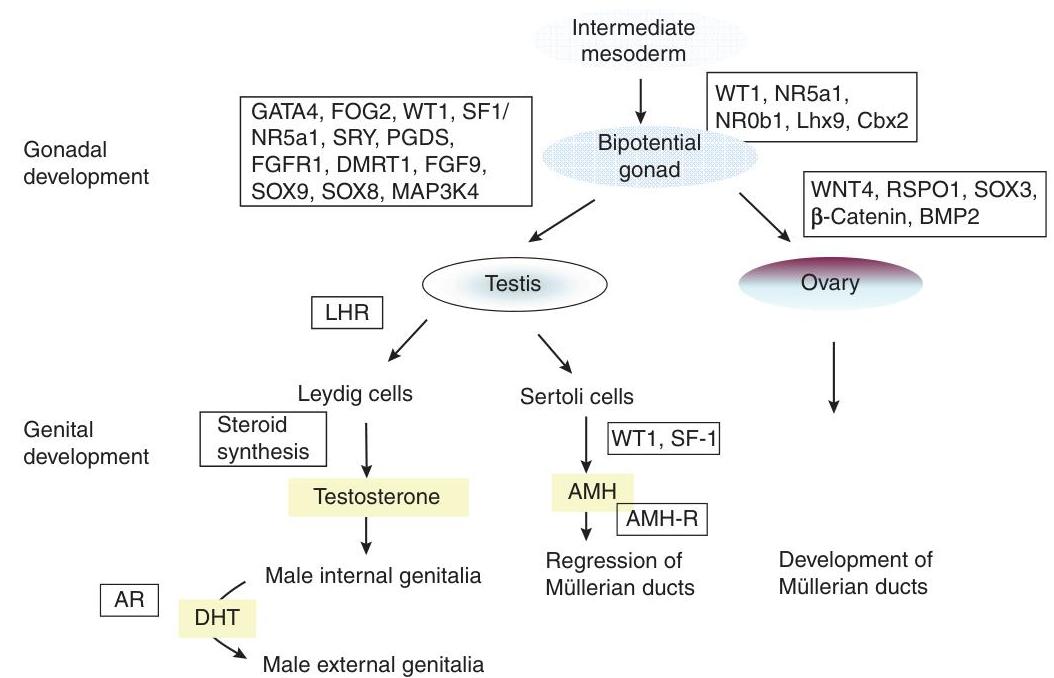 Intermediate
mesoderm
WT1, NR5a1,
NR0b1, Lhx9, Cbx2
GATA4, FOG2, WT1, SF1/
NR5a1, SRY, PGDS,
FGFR1, DMRT1, FGF9,
SOX9, SOX8, MAP3K4
Bipotential
gonad
Gonadal
development
WNT4, RSPO1, SOX3,
β-Catenin, BMP2
Testis
Ovary
LHR
Leydig cells
Sertoli cells
Genital
development
Steroid
synthesis
WT1, SF-1
Testosterone
AMH
AMH-R
Male internal genitalia
Regression of
Müllerian ducts
Development of
Müllerian ducts
AR
DHT
Male external genitalia